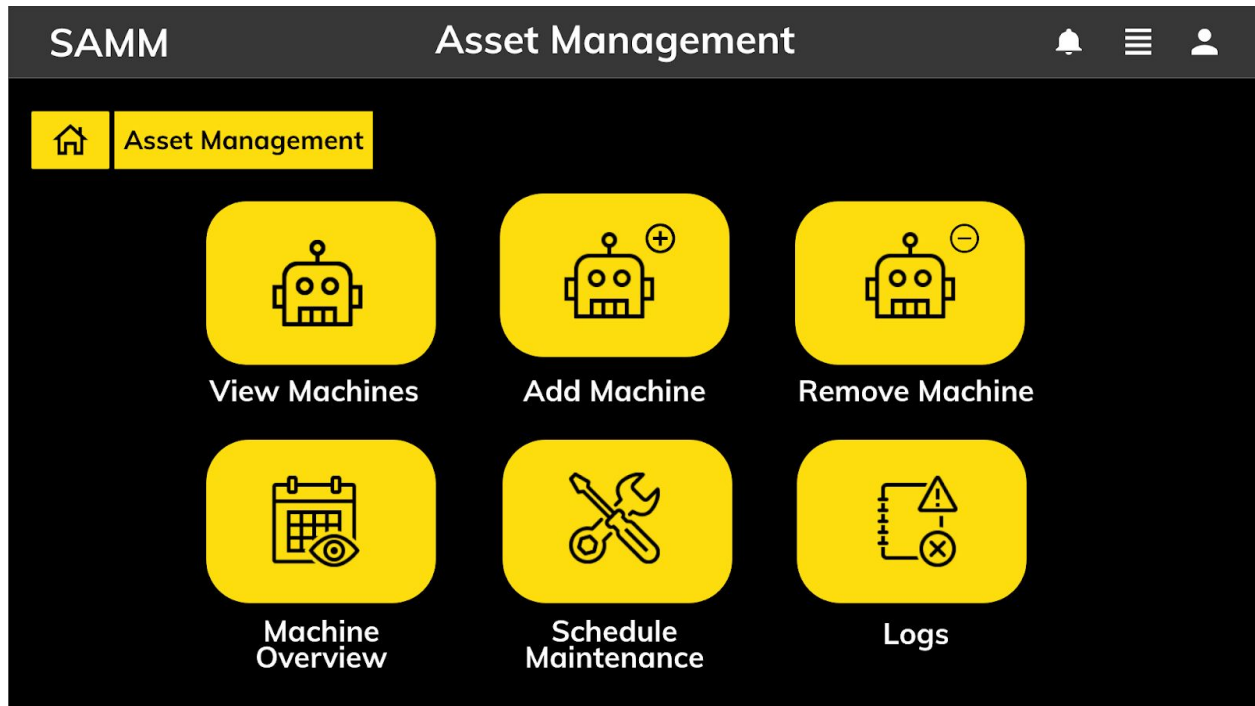 SAMM
Asset Management
Asset Management
View Machines
Add Machine
Remove Machine
Machine
Overview
Schedule
Maintenance
Logs